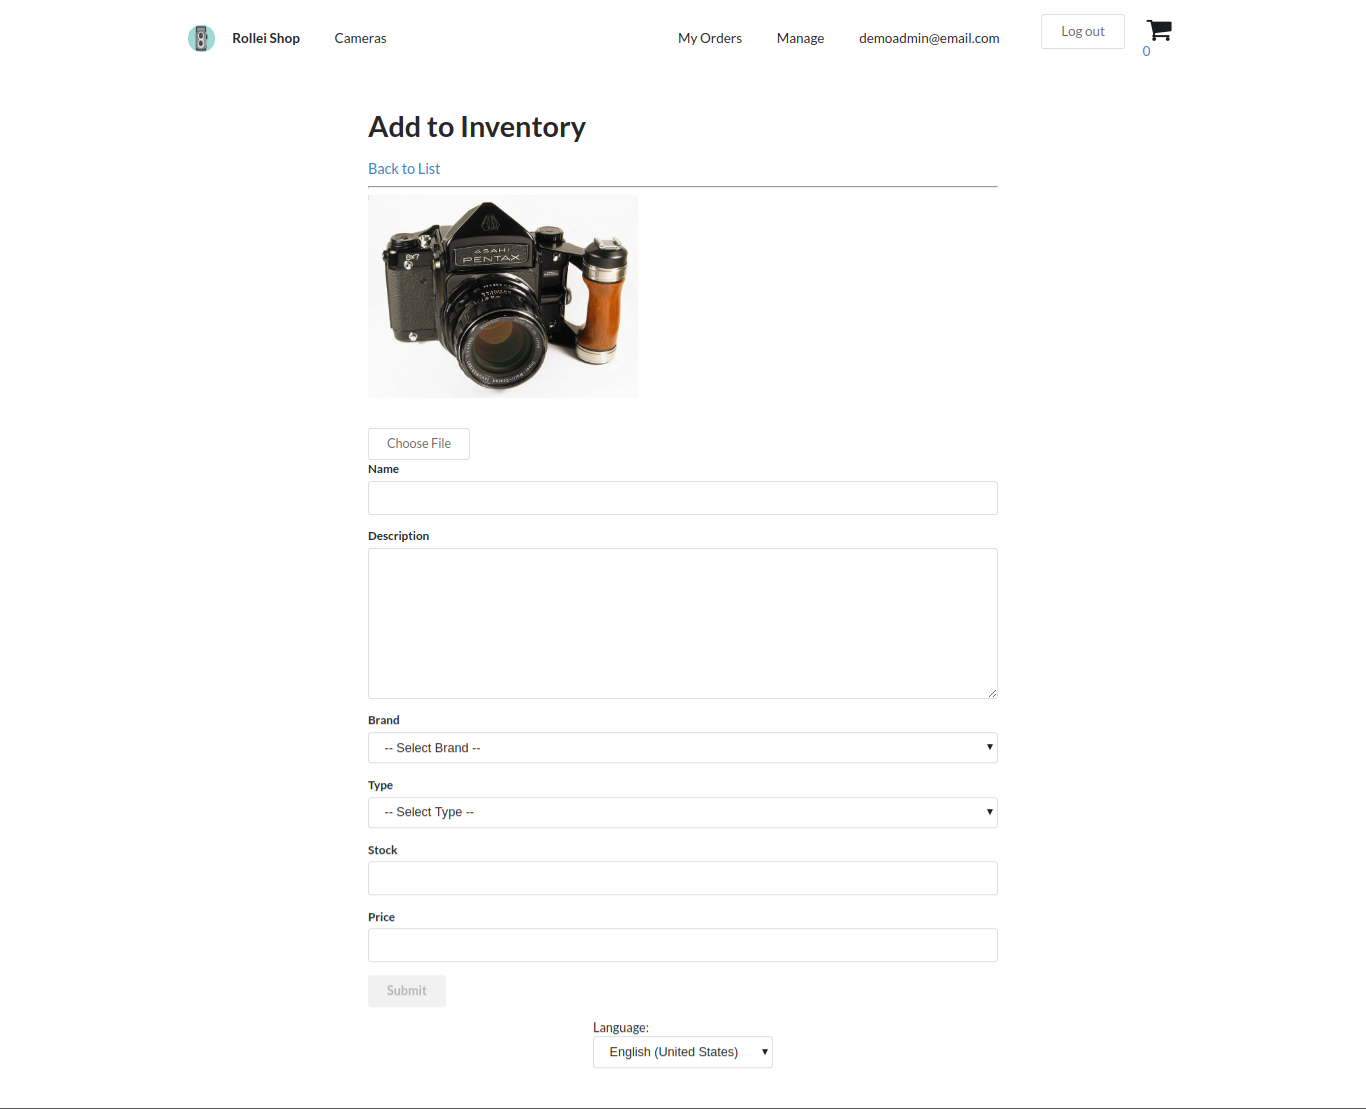 Rollei Shop Cameras My Orders Manage demoadmin@email.com Log out
0
Add to Inventory
Back to List
ASAHI
PENTAX
6X7
Choose File
Name
Description
Brand
-- Select Brand --
Type
-- Select Type --
Stock
Price
Submit
Language:
English (United States)